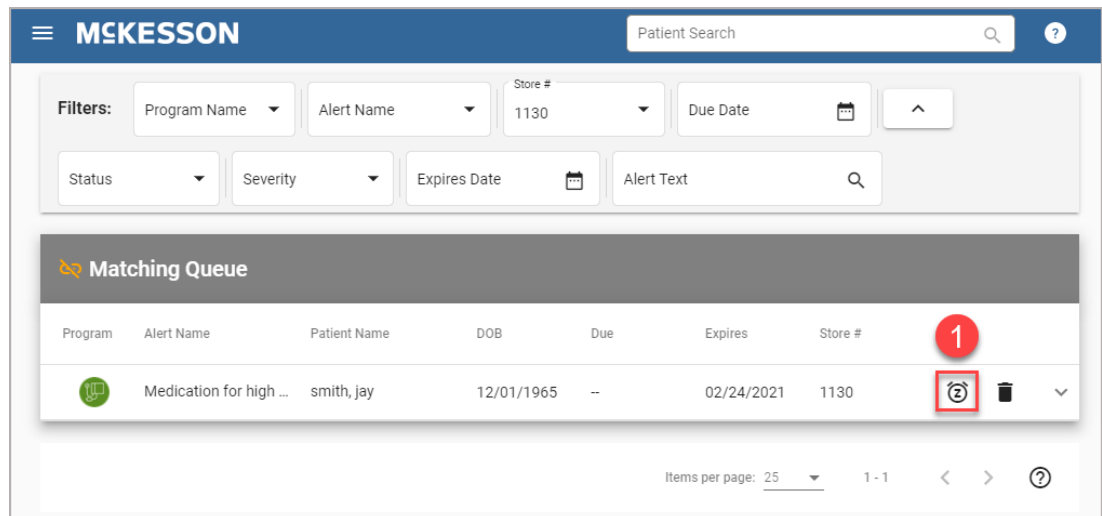 MCKESSON Patient Search ?
Filters: Program Name Alert Name Store # 1130 Due Date
Status Severity Expires Date Alert Text
Matching Queue
Program Alert Name Patient Name DOB Due Expires Store # 1
Medication for high ... smith, jay 12/01/1965 -- 02/24/2021 1130 z
Items per page: 25 1 - 1 ?